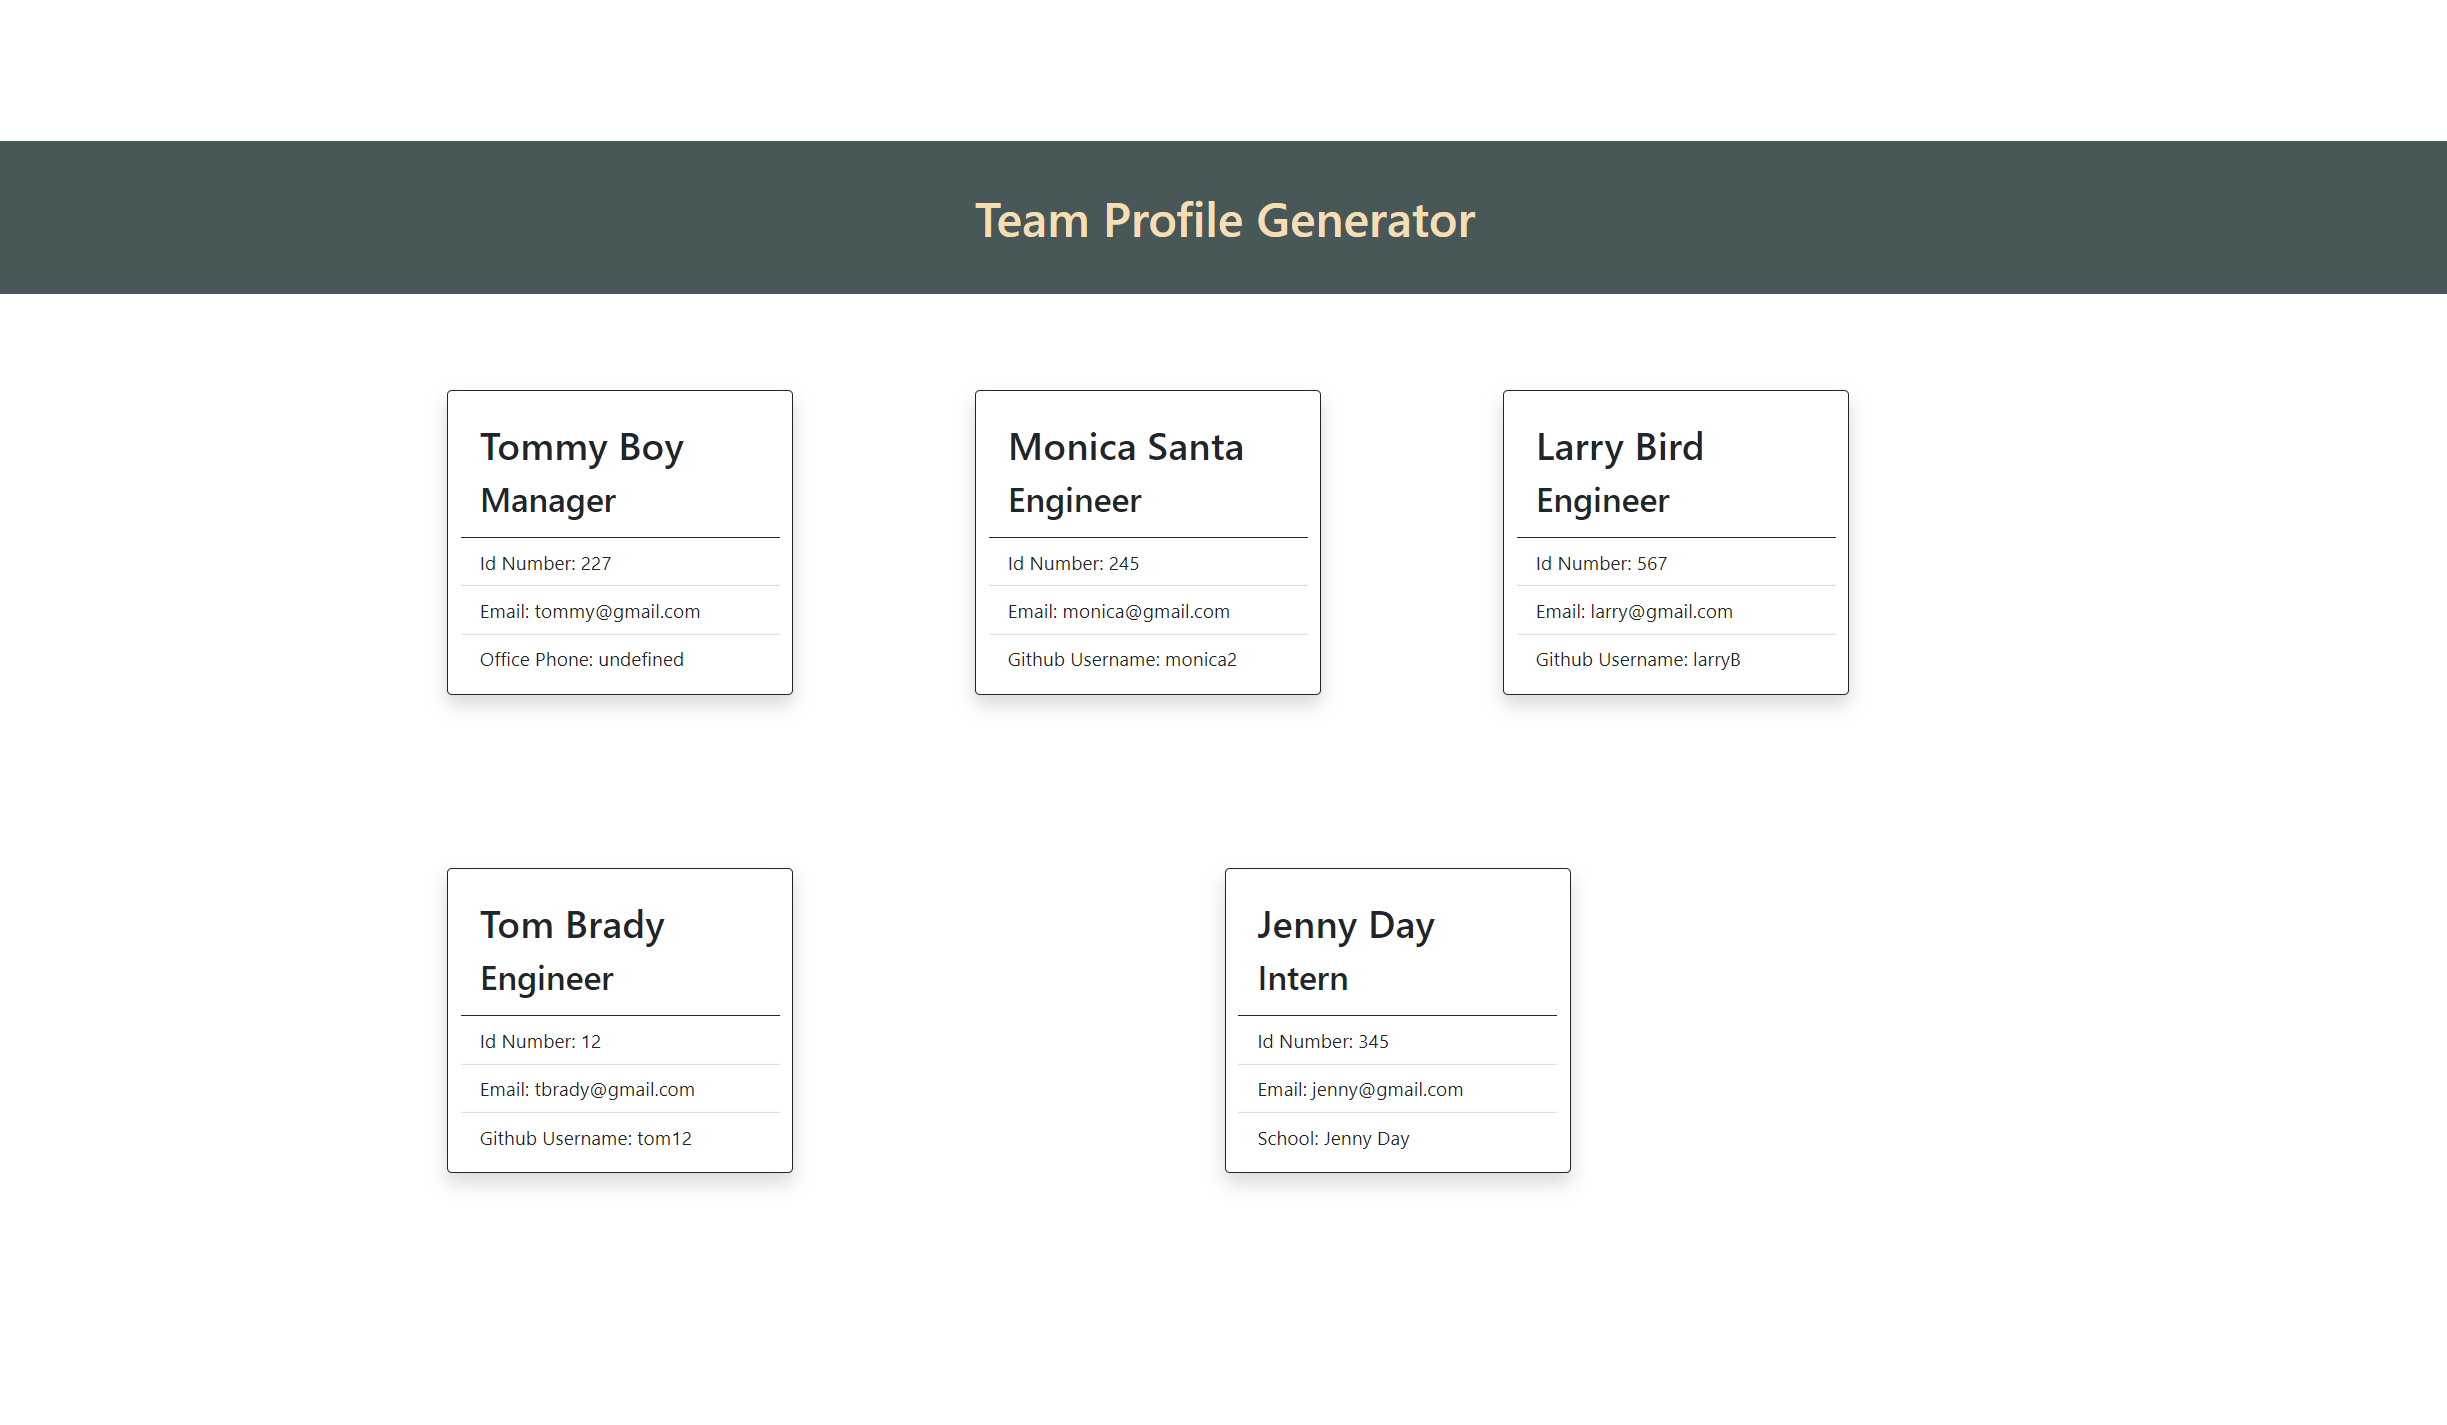 Team Profile Generator
Tommy Boy
Manager
Id Number: 227
Email: tommy@gmail.com
Office Phone: undefined
Monica Santa
Engineer
Id Number: 245
Email: monica@gmail.com
Github Username: monica2
Larry Bird
Engineer
Id Number: 567
Email: larry@gmail.com
Github Username: larryB
Tom Brady
Engineer
Id Number: 12
Email: tbrady@gmail.com
Github Username: tom12
Jenny Day
Intern
Id Number: 345
Email: jenny@gmail.com
School: Jenny Day